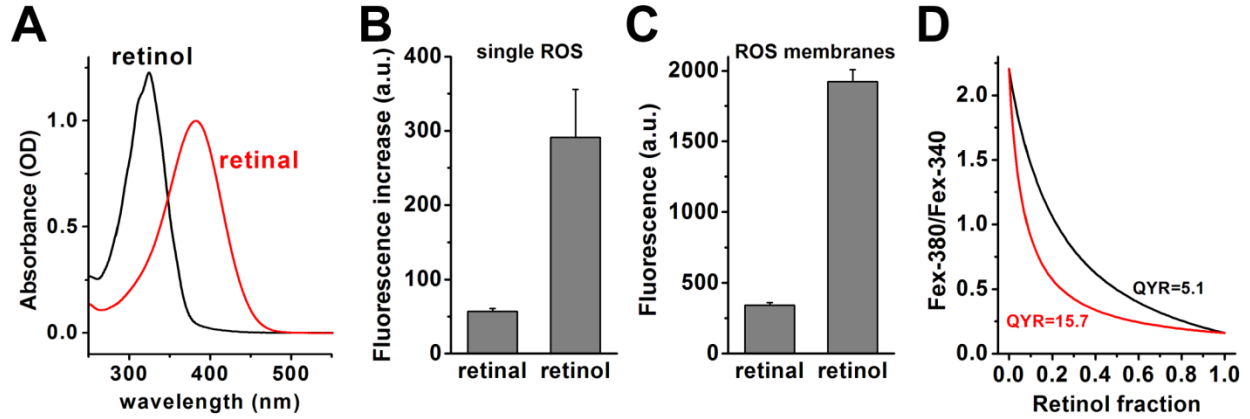 A
retinol
retinal
Absorbance (OD)
1.0
0.5
0.0
300
400
500
wavelength (nm)
B
single ROS
Fluorescence increase (a.u.)
400
300
200
100
0
retinal
retinol
C
ROS membranes
Fluorescence (a.u.)
2000
1500
1000
500
0
retinal
retinol
D
Fex-380/Fex-340
2.0
1.5
1.0
0.5
0.0
QYR=5.1
QYR=15.7
0.0
0.2
0.4
0.6
0.8
1.0
Retinol fraction